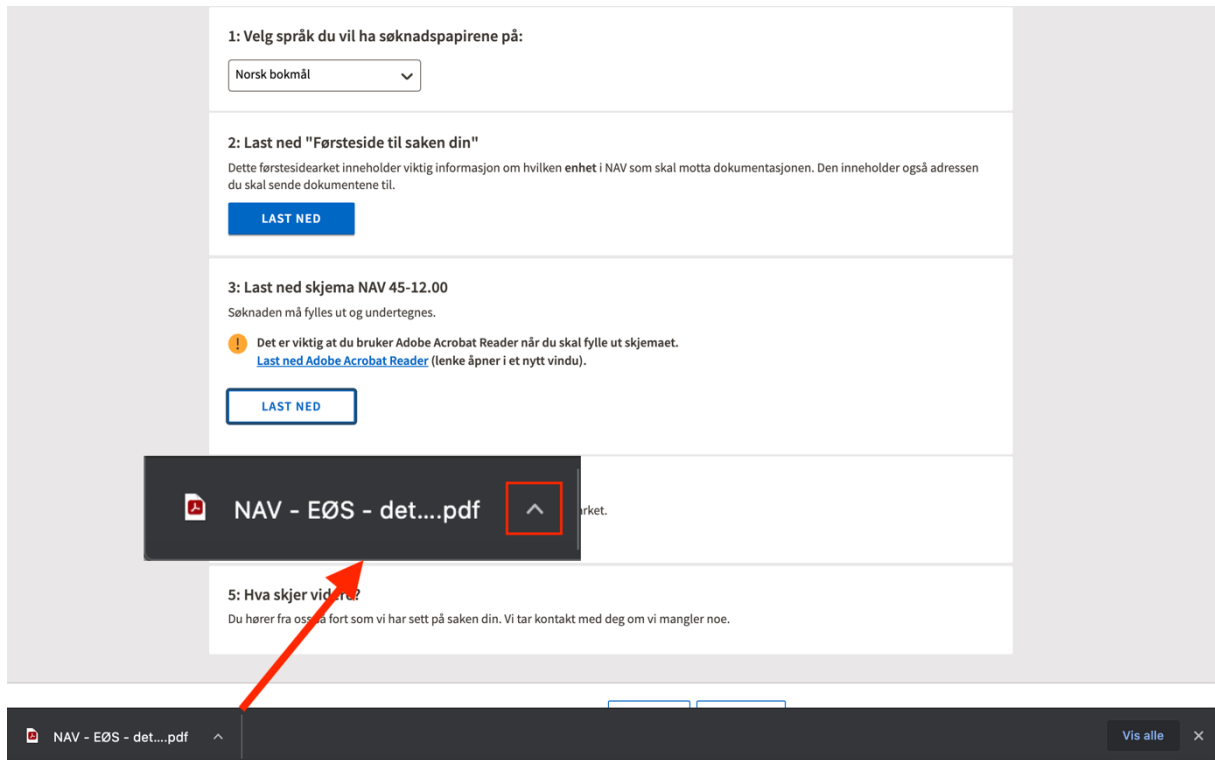 1: Velg språk du vil ha søknadspapirene på:
Norsk bokmål
2: Last ned "Førsteside til saken din"
Dette førstesidearket inneholder viktig informasjon om hvilken enhet i NAV som skal motta dokumentasjonen. Den inneholder også adressen
du skal sende dokumentene til.
LAST NED
3: Last ned skjema NAV 45-12.00
Søknaden må fylles ut og undertegnes.
Det er viktig at du bruker Adobe Acrobat Reader når du skal fylle ut skjemaet.
Last ned Adobe Acrobat Reader (lenke åpner i et nytt vindu).
LAST NED
NAV - EØS - det....pdf
5: Hva skjer videre?
Du hører fra oss så fort som vi har sett på saken din. Vi tar kontakt med deg om vi mangler noe.
NAV - EØS - det....pdf
Vis alle